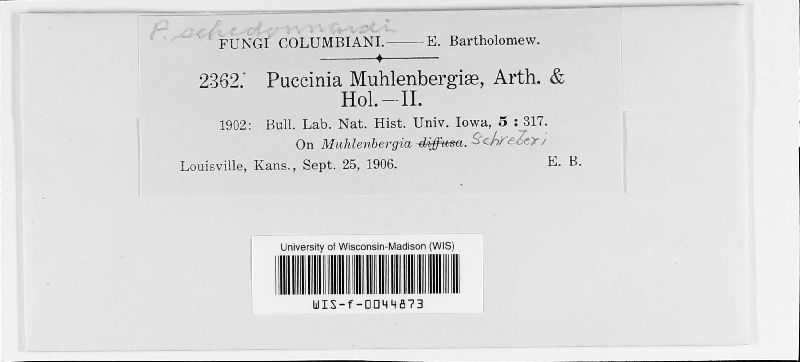 P. schedonnardi
FUNGI COLUMBIANI.——E. Bartholomew.
2362. Puccinia Muhlenbergiæ, Arth. &
Hol.—II.
1902: Bull. Lab. Nat. Hist. Univ. Iowa, 5 : 317.
On Muhlenbergia diffusa. Schreberi
Louisville, Kans., Sept. 25, 1906. E. B.
University of Wisconsin-Madison (WIS)
WIS-f-0044873